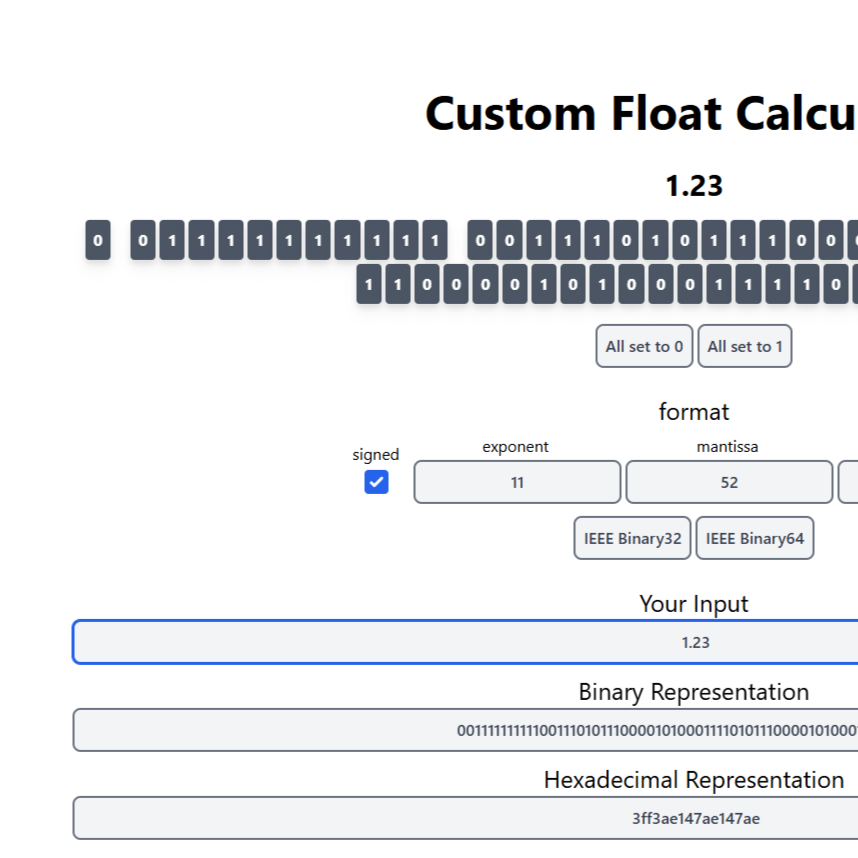 Custom Float Calcu
1.23
0 0 1 1 1 1 1 1 1 1 1 1 0 0 1 1 1 0 1 0 1 1 1 0 0
1 1 0 0 0 0 1 0 1 0 0 0 1 1 1 1 0
All set to 0 All set to 1
format
signed exponent mantissa
11 52
IEEE Binary32 IEEE Binary64
Your Input
1.23
Binary Representation
00111111111100111010111000010100011110101110000101000
Hexadecimal Representation
3ff3ae147ae147ae